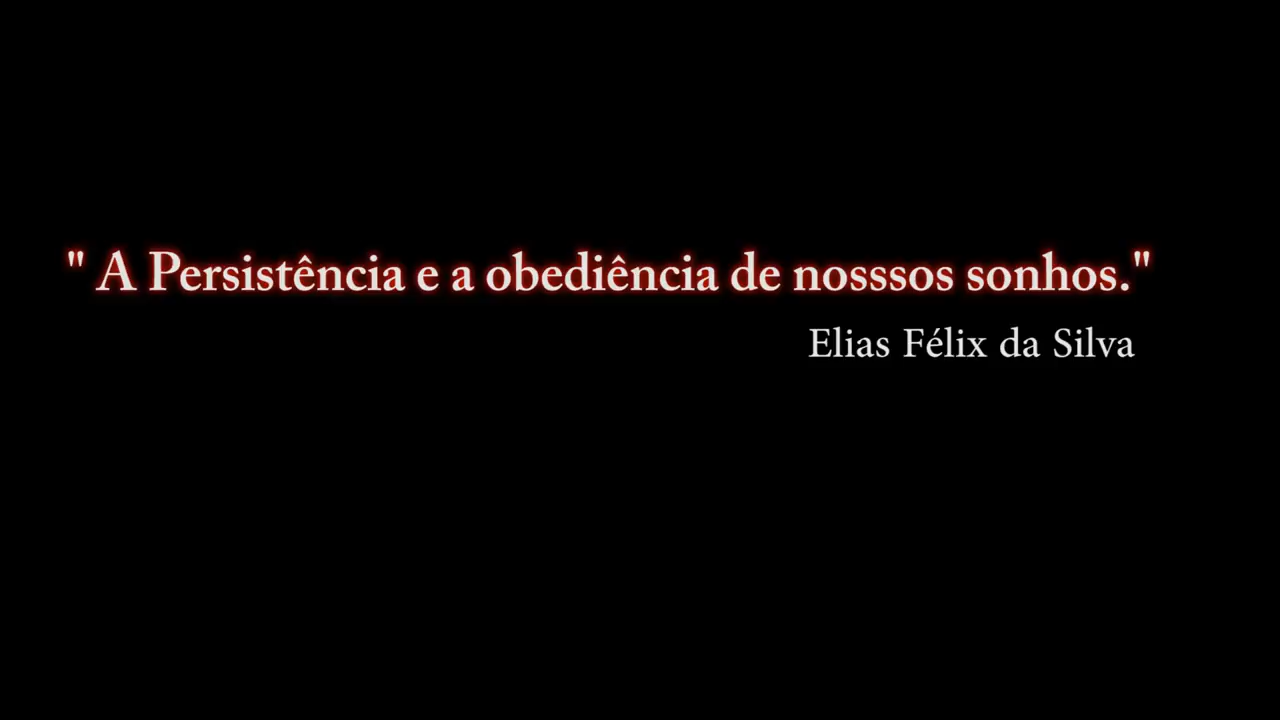 " A Persistência e a obediência de nosssos sonhos."
Elias Félix da Silva